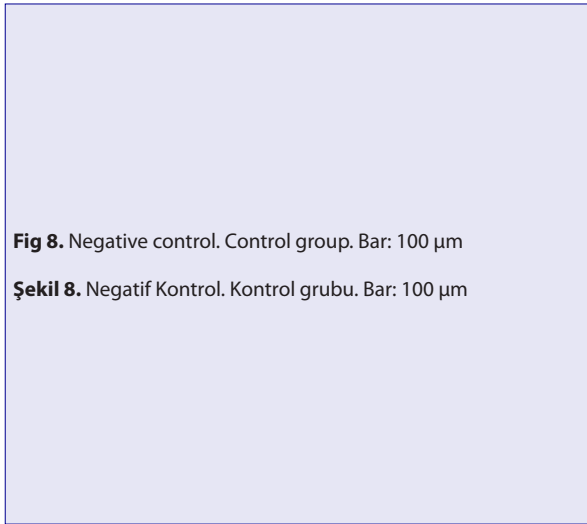 Fig 8. Negative control. Control group. Bar: 100 µm
Şekil 8. Negatif Kontrol. Kontrol grubu. Bar: 100 µm